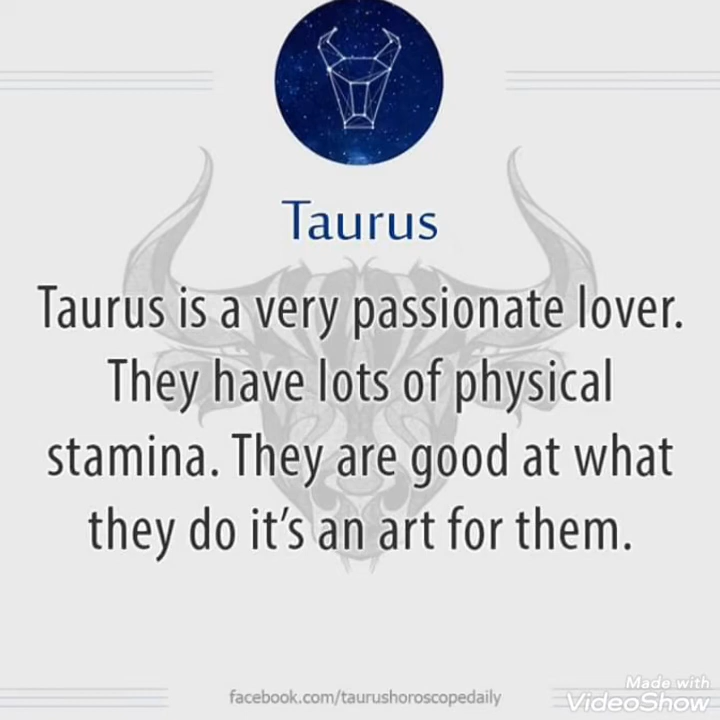 Taurus
Taurus is a very passionate lover.
They have lots of physical
stamina. They are good at what
they do it's an art for them.
facebook.com/taurushoroscopedaily
Made with
VideoShow